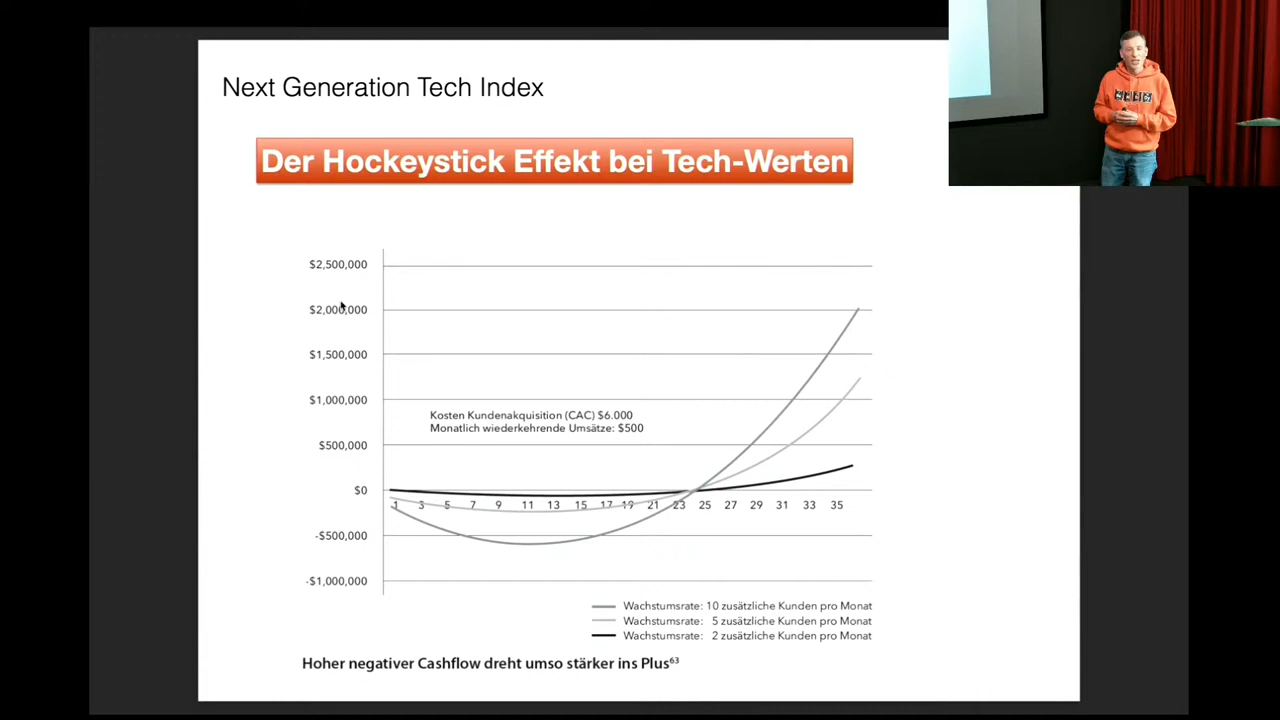 Next Generation Tech Index
Der Hockeystick Effekt bei Tech-Werten
$2,500,000
$2,000,000
$1,500,000
$1,000,000
Kosten Kundenakquisition (CAC) $6.000
Monatlich wiederkehrende Umsätze: $500
$500,000
$0
1 3 5 7 9 11 13 15 17 19 21 23 25 27 29 31 33 35
-$500,000
-$1,000,000
Wachstumsrate: 10 zusätzliche Kunden pro Monat
Wachstumsrate: 5 zusätzliche Kunden pro Monat
Wachstumsrate: 2 zusätzliche Kunden pro Monat
Hoher negativer Cashflow dreht umso stärker ins Plus⁶³